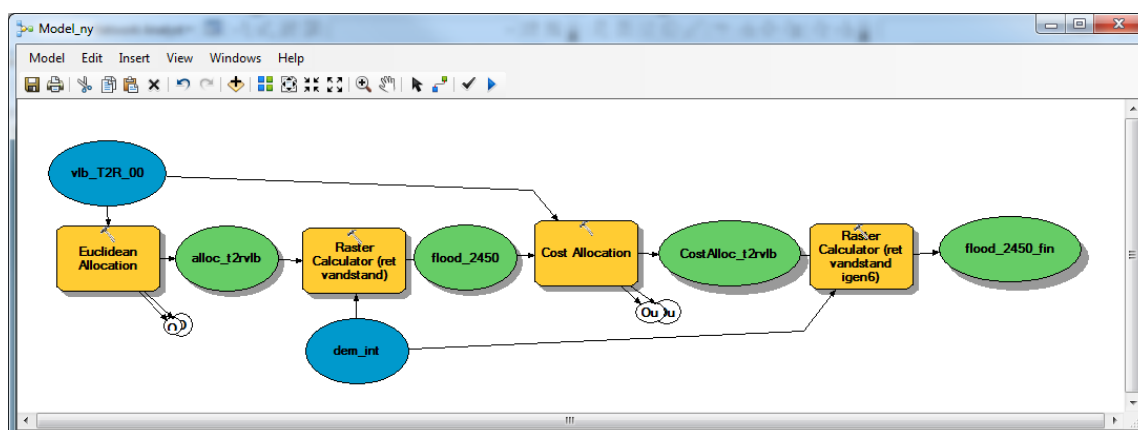 Model_ny
Model Edit Insert View Windows Help
vlb_T2R_00
Euclidean
Allocation
alloc_t2rvlb
Raster
Calculator (ret
vandstand)
flood_2450
Cost Allocation
CostAlloc_t2rvlb
Raster
Calculator (ret
vandstand
igen6)
flood_2450_fin
O
Ou
dem_int